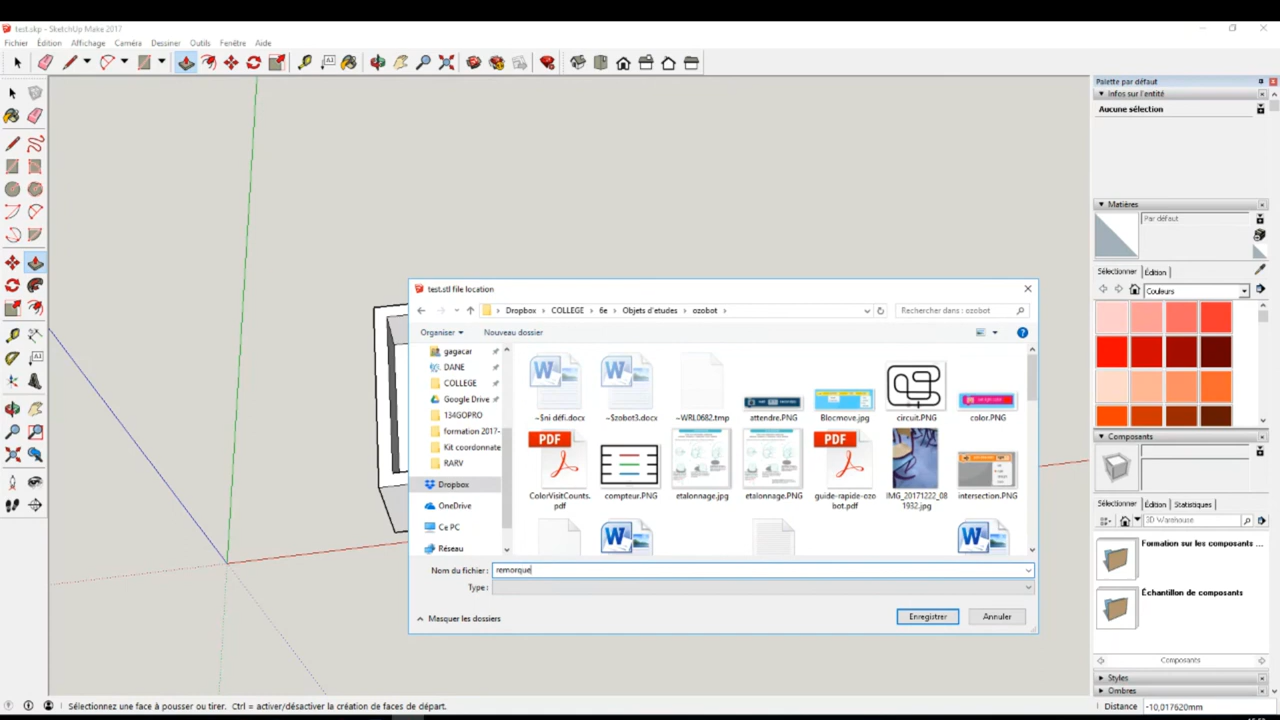 test.skp - SketchUp Make 2017
Fichier Édition Affichage Caméra Dessiner Outils Fenêtre Aide
Palette par défaut
Infos sur l'entité
Aucune sélection
Matières
Par défaut
Sélectionner Édition
Couleurs
test.stl file location
Dropbox COLLEGE 6e Objets d'etudes ozobot
Rechercher dans : ozobot
Organiser Nouveau dossier
gagacar
DANE
COLLEGE
Google Drive
134GOPRO
formation 2017-
Kit coordonnate
RARV
Dropbox
OneDrive
Ce PC
Réseau
~$ni défi.docx ~$zobot3.docx ~WRL0682.tmp attendre.PNG Blocmove.jpg circuit.PNG color.PNG
PDF PDF
ColorVisitCounts.pdf compteur.PNG etalonnage.jpg etalonnage.PNG guide-rapide-ozobot.pdf IMG_20171222_081932.jpg intersection.PNG
Nom du fichier : remorque
Type :
Masquer les dossiers
Enregistrer Annuler
Composants
Sélectionner Édition Statistiques
3D Warehouse
Formation sur les composants ...
Échantillon de composants
Composants
Styles
Ombres
Sélectionnez une face à pousser ou tirer. Ctrl = activer/désactiver la création de faces de départ.
Distance -10,017620mm